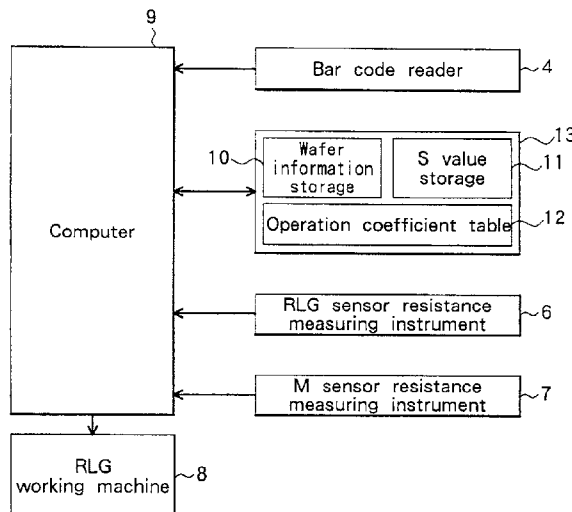 9
Bar code reader
4
13
10
Wafer
information
storage
S value
storage
11
Operation coefficient table
12
Computer
RLG sensor resistance
measuring instrument
6
M sensor resistance
measuring instrument
7
RLG
working machine
8